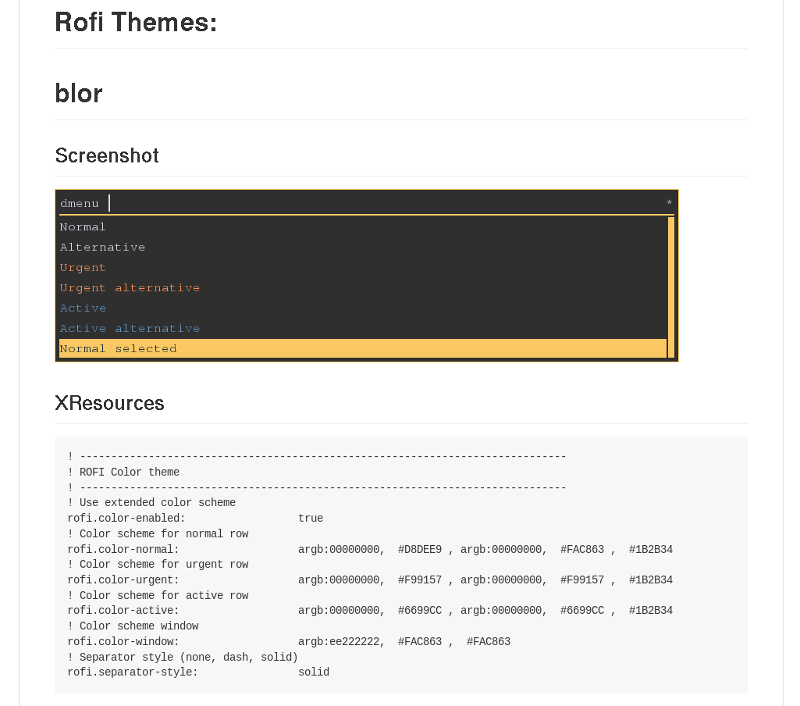 Rofi Themes:
blor
Screenshot
dmenu *
Normal
Alternative
Urgent
Urgent alternative
Active
Active alternative
Normal selected
XResources
! ------------------------------------------------------------------------------
! ROFI Color theme
! ------------------------------------------------------------------------------
! Use extended color scheme
rofi.color-enabled: true
! Color scheme for normal row
rofi.color-normal: argb:00000000, #D8DEE9 , argb:00000000, #FAC863 , #1B2B34
! Color scheme for urgent row
rofi.color-urgent: argb:00000000, #F99157 , argb:00000000, #F99157 , #1B2B34
! Color scheme for active row
rofi.color-active: argb:00000000, #6699CC , argb:00000000, #6699CC , #1B2B34
! Color scheme window
rofi.color-window: argb:ee222222, #FAC863 , #FAC863
! Separator style (none, dash, solid)
rofi.separator-style: solid